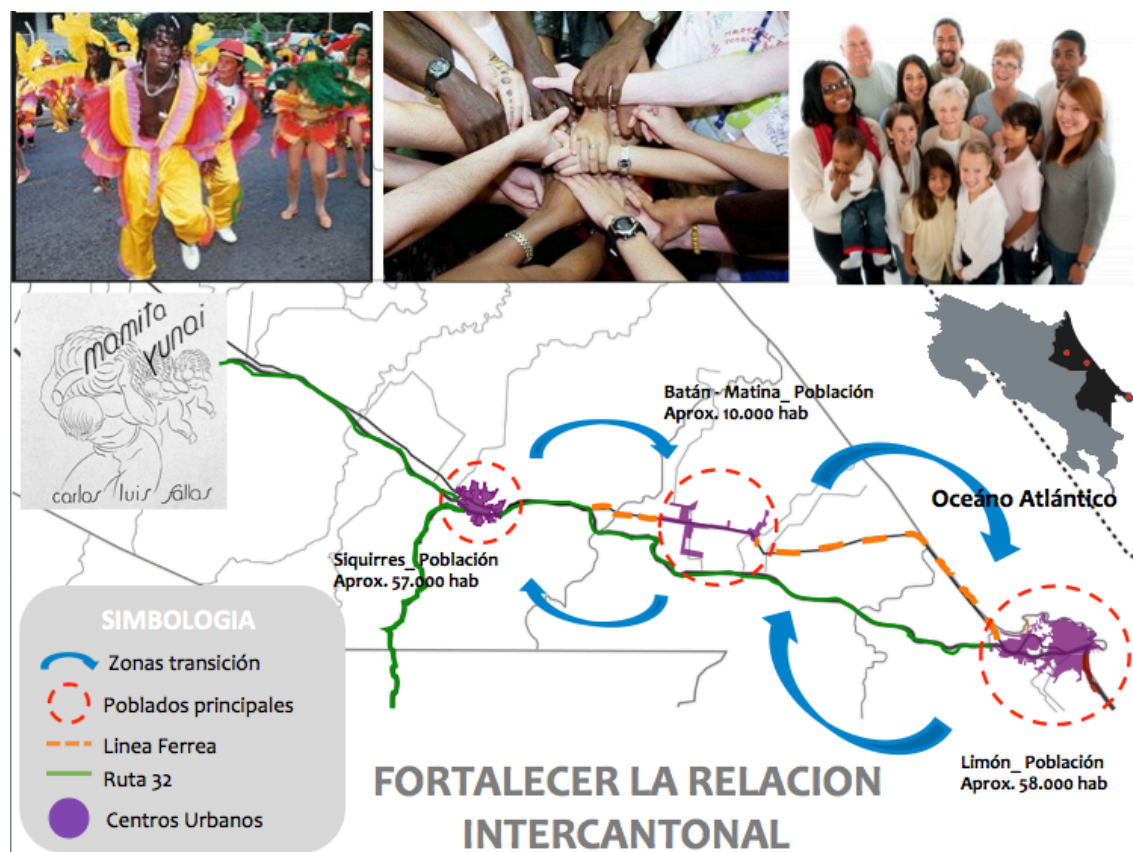 mamita
yunai
carlos luis fallas
Batán - Matina_ Población
Aprox. 10.000 hab
Oceáno Atlántico
Siquirres_ Población
Aprox. 57.000 hab
SIMBOLOGIA
Zonas transición
Poblados principales
Linea Ferrea
Ruta 32
Centros Urbanos
Limón_ Población
Aprox. 58.000 hab
FORTALECER LA RELACION
INTERCANTONAL